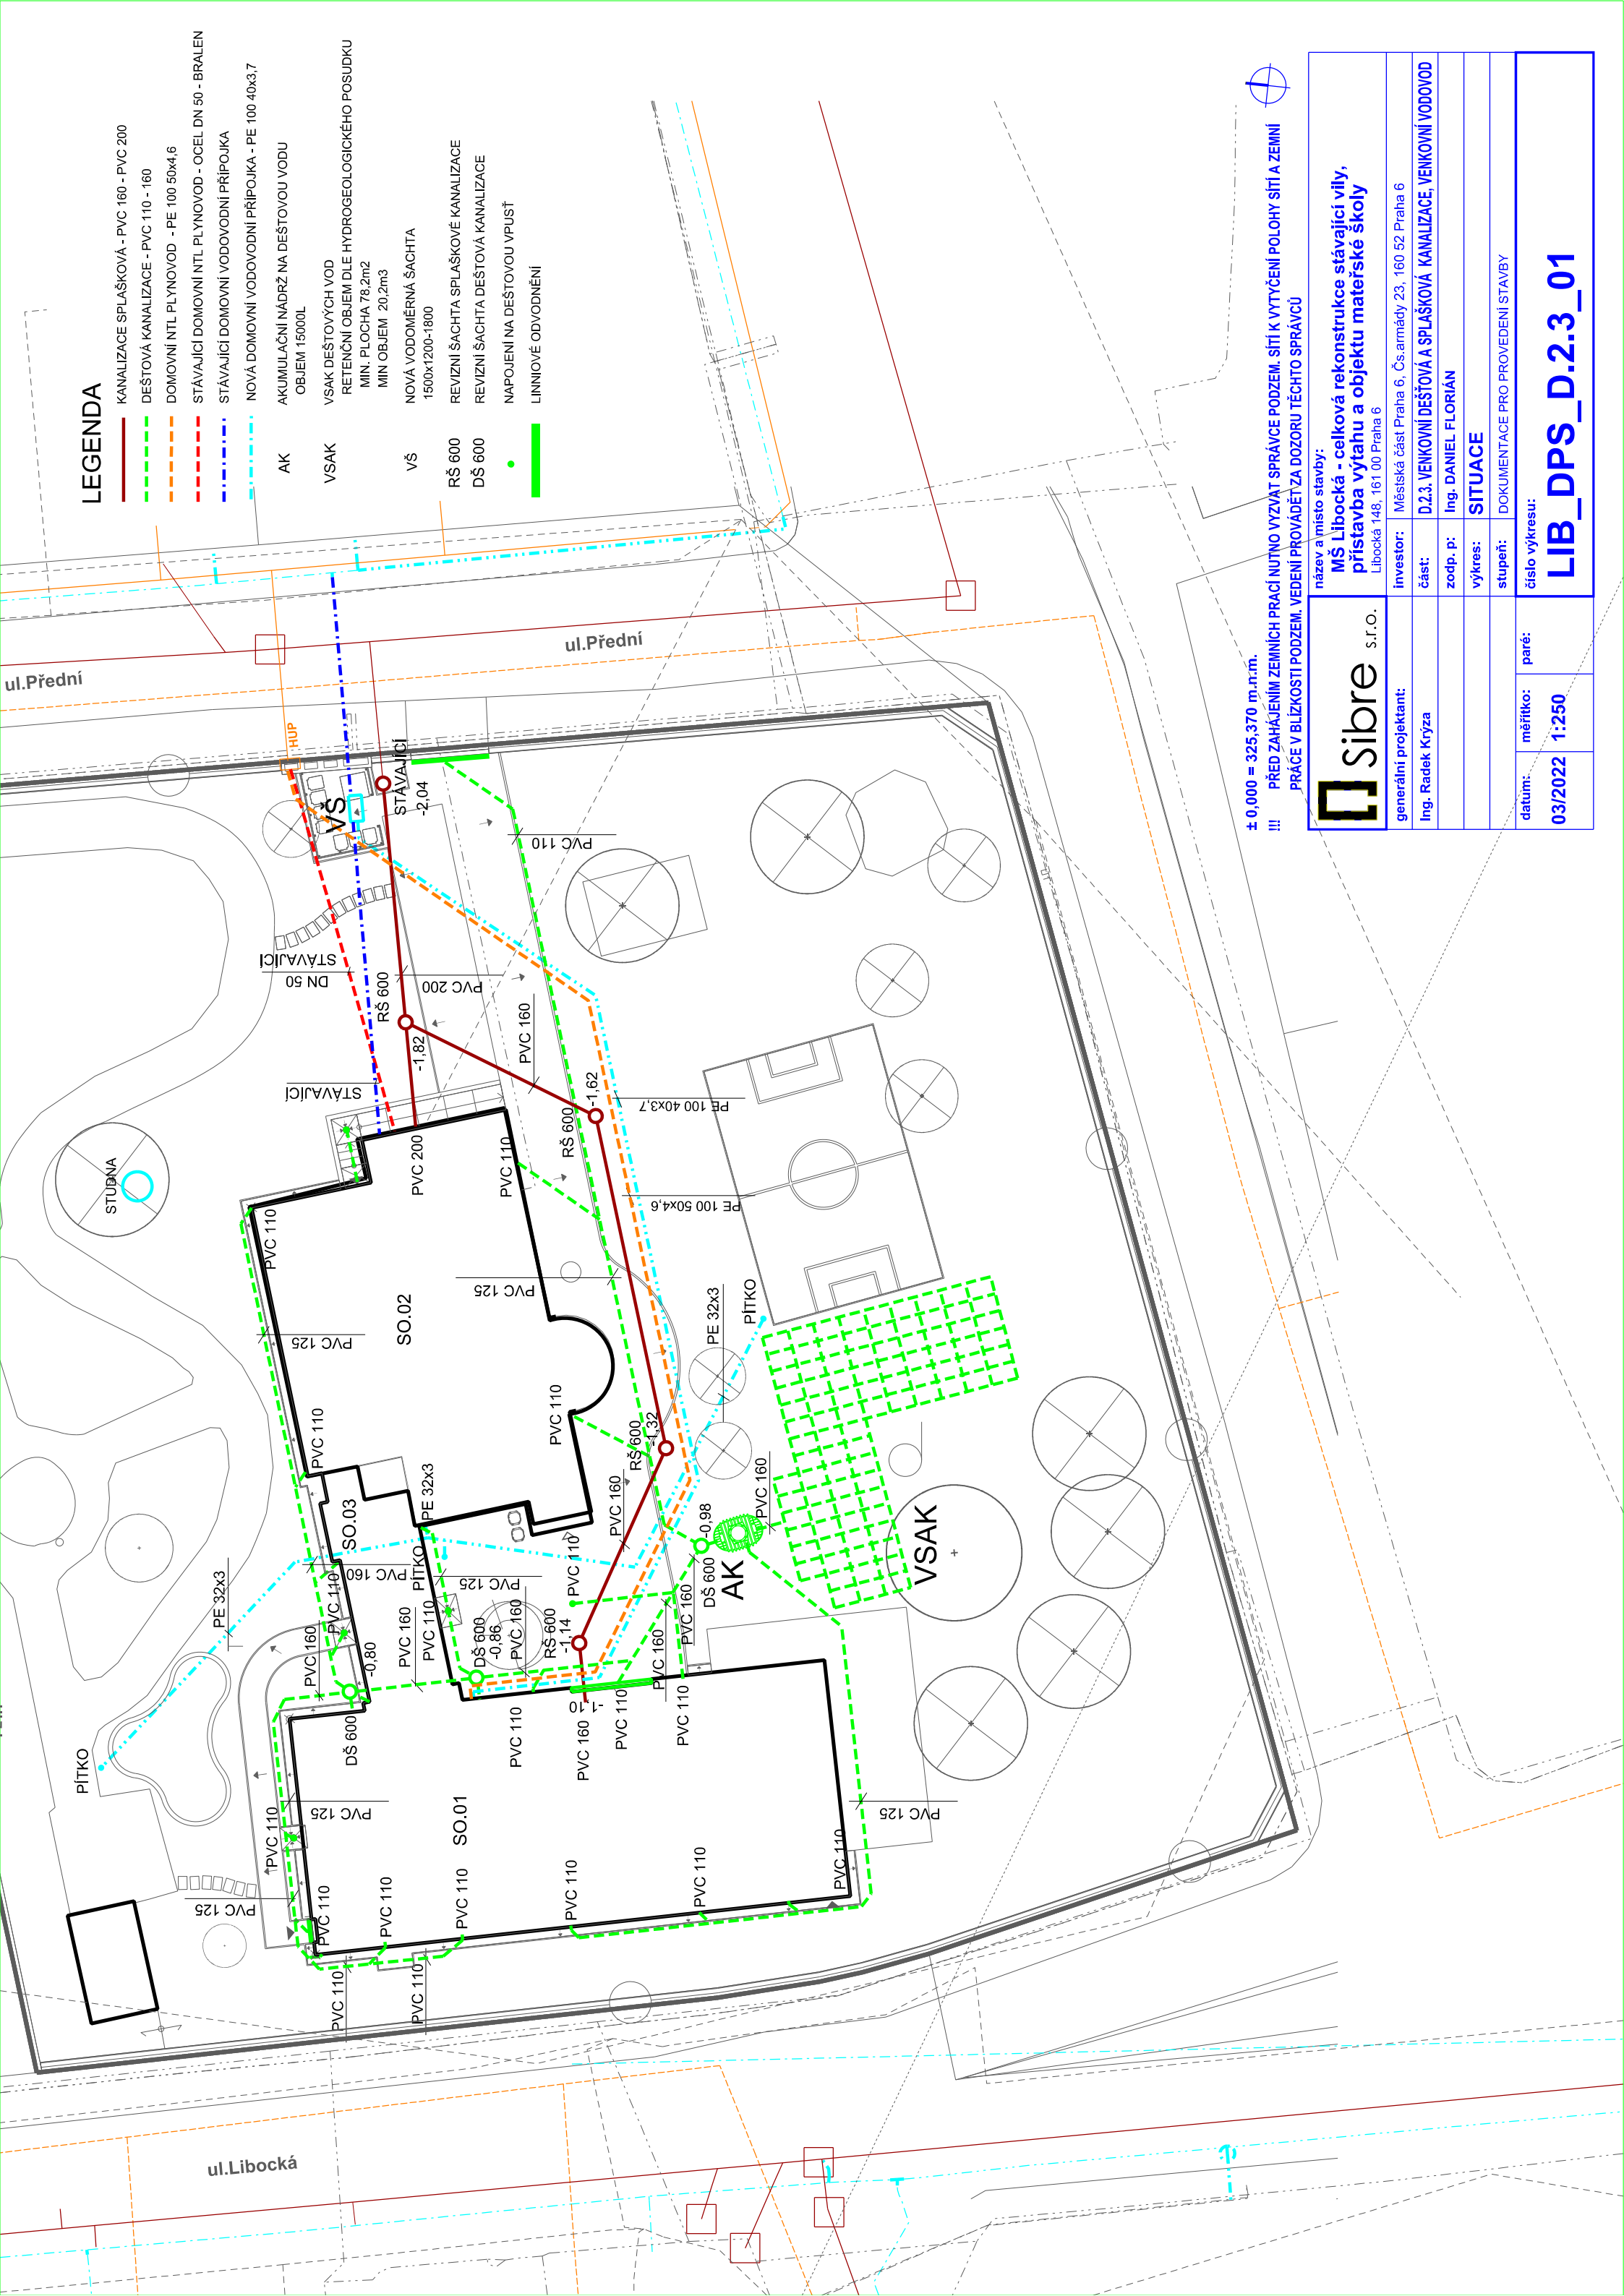 LEGENDA
KANALIZACE SPLAŠKOVÁ - PVC 160 - PVC 200
DEŠTOVÁ KANALIZACE - PVC 110 - 160
DOMOVNÍ NTL PLYNOVOD - PE 100 50x4,6
STÁVAJÍCÍ DOMOVNÍ NTL PLYNOVOD - OCEL DN 50 - BRALEN
STÁVAJÍCÍ DOMOVNÍ VODOVODNÍ PŘÍPOJKA
NOVÁ DOMOVNÍ VODOVODNÍ PŘÍPOJKA - PE 100 40x3,7
AK AKUMULAČNÍ NÁDRŽ NA DEŠTOVOU VODU
OBJEM 15000L
VSAK VSAK DEŠTOVÝCH VOD
RETENČNÍ OBJEM DLE HYDROGEOLOGICKÉHO POSUDKU
MIN. PLOCHA 78,2m2
MIN OBJEM 20,2m3
VŠ NOVÁ VODOMĚRNÁ ŠACHTA
1500x1200-1800
RŠ 600 REVIZNÍ ŠACHTA SPLAŠKOVÉ KANALIZACE
DŠ 600 REVIZNÍ ŠACHTA DEŠTOVÁ KANALIZACE
NAPOJENÍ NA DEŠTOVOU VPUSŤ
LINNIOVÉ ODVODNĚNÍ
ul.Přední
ul.Přední
HUP
VŠ
STÁVAJÍCÍ
-2,04
PVC 110
STÁVAJÍCÍ
DN 50
RŠ 600
PVC 200
-1,82
PVC 160
STÁVAJÍCÍ
-1,62
RŠ 600
PE 100 40x3,7
PE 100 50x4,6
STUDNA
PVC 200
PVC 110
PVC 110
PVC 125
PVC 125
SO.02
PÍTKO
PE 32x3
PVC 110
PVC 110
PE 32x3
RŠ 600
-1,32
PVC 160
PVC 160
SO.03
-0,98
DŠ 600
AK
VSAK
PVC 160
PÍTKO
PVC 125
PVC 110
PE 32x3
PVC 110
PVC 160
PVC 110
PVC 160
-0,80
DŠ 600
DŠ 600
-0,86
PVC 160
RŠ 600
-1,14
PVC 160
PVC 160
-1,10
PVC 110
PVC 160
PVC 110
PVC 110
PÍTKO
PVC 125
PVC 110
SO.01
PVC 125
PVC 125
PVC 110
PVC 110
PVC 110
PVC 110
PVC 110
PVC 110
PVC 110
PVC 110
ul.Libocká
± 0,000 = 325,370 m.n.m.
!!! PŘED ZAHÁJENÍM ZEMNÍCH PRACÍ NUTNO VYZVAT SPRÁVCE PODZEM. SÍTÍ K VYTYČENÍ POLOHY SÍTÍ A ZEMNÍ
PRÁCE V BLÍZKOSTI PODZEM. VEDENÍ PROVÁDĚT ZA DOZORU TĚCHTO SPRÁVCŮ
Sibre s.r.o.
název a místo stavby:
MŠ Libocká - celková rekonstrukce stávající vily,
přístavba výtahu a objektu mateřské školy
Libocká 148, 161 00 Praha 6
generální projektant:
Ing. Radek Krýza
investor: Městská část Praha 6, Čs.armády 23, 160 52 Praha 6
část: D.2.3. VENKOVNÍ DEŠŤOVÁ A SPLAŠKOVÁ KANALIZACE, VENKOVNÍ VODOVOD
zodp. p: Ing. DANIEL FLORIÁN
výkres: SITUACE
stupeň: DOKUMENTACE PRO PROVEDENÍ STAVBY
datum: 03/2022
měřítko: 1:250
paré:
číslo výkresu:
LIB_DPS_D.2.3_01